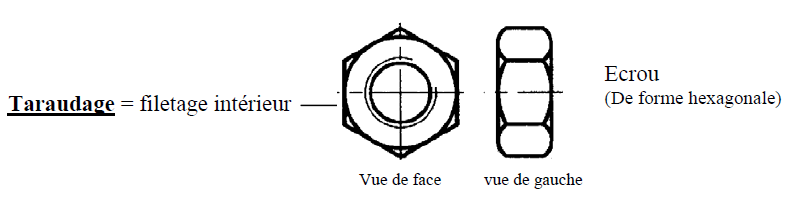 Taraudage = filetage intérieur
Ecrou
(De forme hexagonale)
Vue de face
vue de gauche